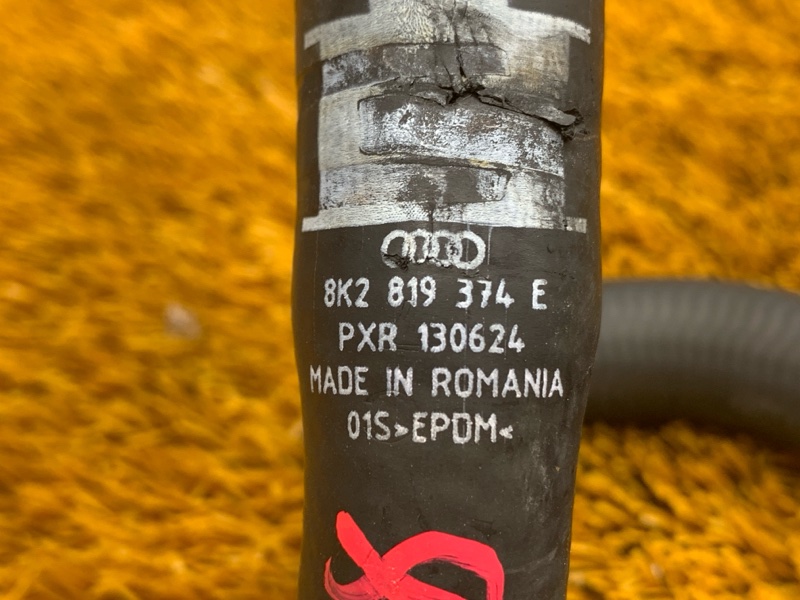 8K2 819 374 E
PXR 130624
MADE IN ROMANIA
01S>EPDM<